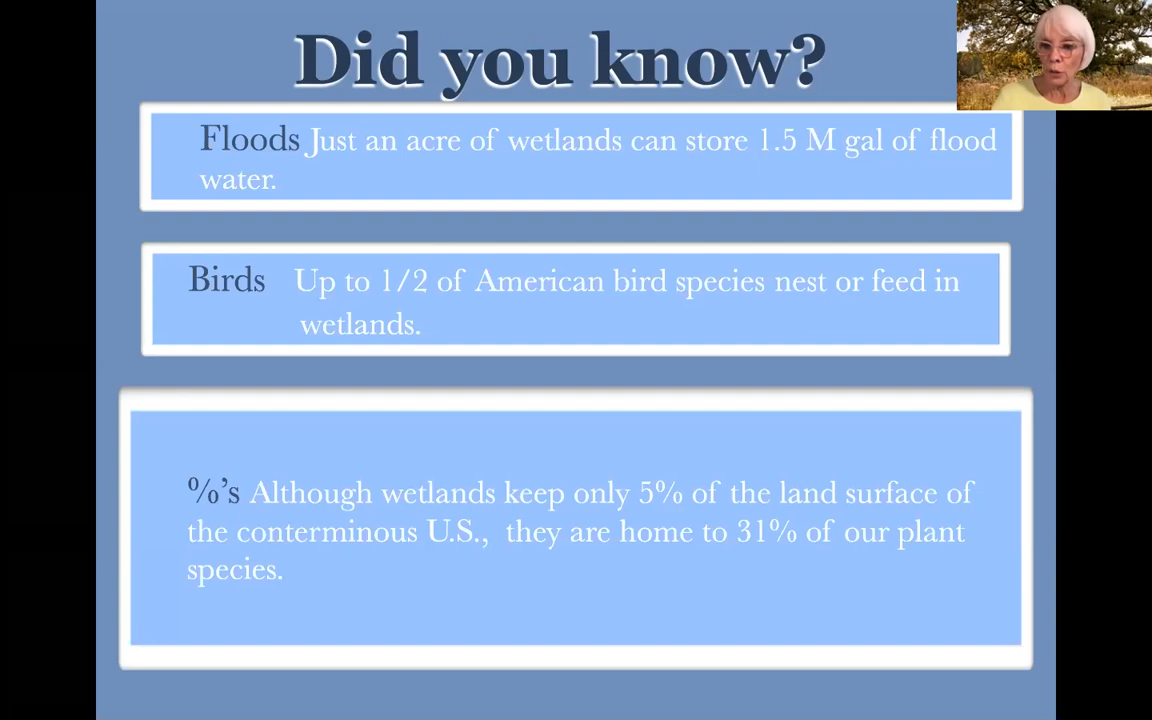 Did you know?
Floods Just an acre of wetlands can store 1.5 M gal of flood
water.
Birds Up to 1/2 of American bird species nest or feed in
wetlands.
%’s Although wetlands keep only 5% of the land surface of
the conterminous U.S., they are home to 31% of our plant
species.